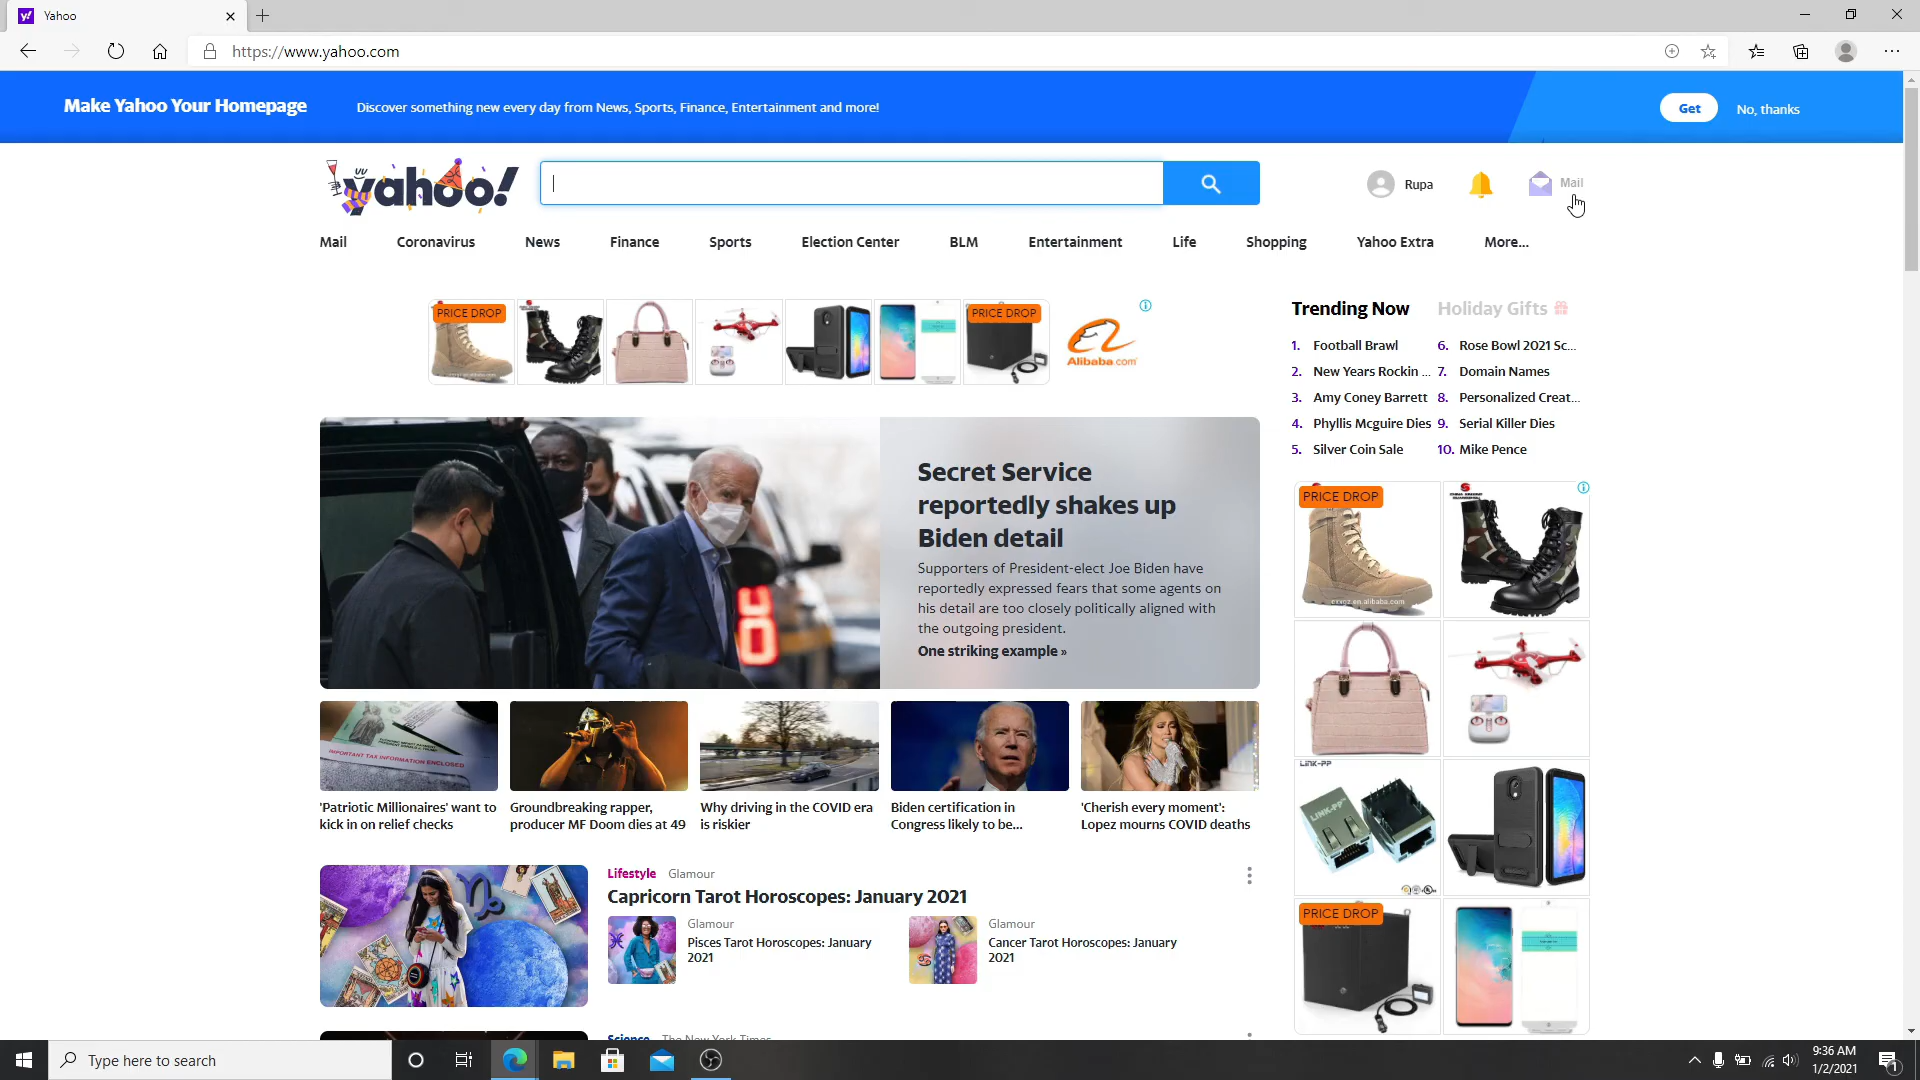 Yahoo
https://www.yahoo.com
Make Yahoo Your Homepage
Discover something new every day from News, Sports, Finance, Entertainment and more!
Get
No, thanks
yahoo!
Rupa
Mail
Mail
Coronavirus
News
Finance
Sports
Election Center
BLM
Entertainment
Life
Shopping
Yahoo Extra
More...
PRICE DROP
PRICE DROP
Alibaba.com
Trending Now
Holiday Gifts
1. Football Brawl
2. New Years Rockin ...
3. Amy Coney Barrett
4. Phyllis Mcguire Dies
5. Silver Coin Sale
6. Rose Bowl 2021 Sc...
7. Domain Names
8. Personalized Creat...
9. Serial Killer Dies
10. Mike Pence
Secret Service
reportedly shakes up
Biden detail
Supporters of President-elect Joe Biden have
reportedly expressed fears that some agents on
his detail are too closely politically aligned with
the outgoing president.
One striking example »
IMPORTANT TAX INFORMATION ENCLOSED
'Patriotic Millionaires' want to
kick in on relief checks
Groundbreaking rapper,
producer MF Doom dies at 49
Why driving in the COVID era
is riskier
Biden certification in
Congress likely to be...
'Cherish every moment':
Lopez mourns COVID deaths
PRICE DROP
LINK-PP
LINK-PP
PRICE DROP
Lifestyle
Glamour
Capricorn Tarot Horoscopes: January 2021
Glamour
Pisces Tarot Horoscopes: January
2021
Glamour
Cancer Tarot Horoscopes: January
2021
Science
The New York Times
Type here to search
9:36 AM
1/2/2021
1